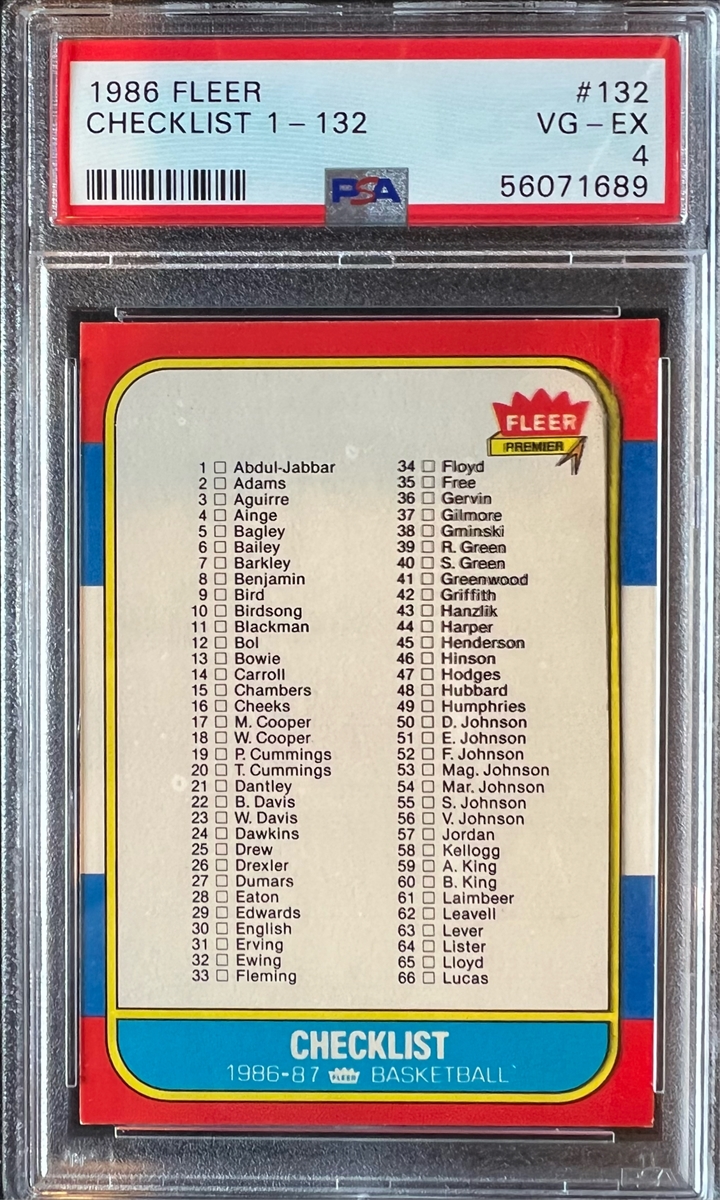 1986 FLEER #132
CHECKLIST 1 – 132 VG – EX
4
PSA 56071689
FLEER
PREMIER
1 □ Abdul-Jabbar
2 □ Adams
3 □ Aguirre
4 □ Ainge
5 □ Bagley
6 □ Bailey
7 □ Barkley
8 □ Benjamin
9 □ Bird
10 □ Birdsong
11 □ Blackman
12 □ Bol
13 □ Bowie
14 □ Carroll
15 □ Chambers
16 □ Cheeks
17 □ M. Cooper
18 □ W. Cooper
19 □ P. Cummings
20 □ T. Cummings
21 □ Dantley
22 □ B. Davis
23 □ W. Davis
24 □ Dawkins
25 □ Drew
26 □ Drexler
27 □ Dumars
28 □ Eaton
29 □ Edwards
30 □ English
31 □ Erving
32 □ Ewing
33 □ Fleming
34 □ Floyd
35 □ Free
36 □ Gervin
37 □ Gilmore
38 □ Gminski
39 □ R. Green
40 □ S. Green
41 □ Greenwood
42 □ Griffith
43 □ Hanzlik
44 □ Harper
45 □ Henderson
46 □ Hinson
47 □ Hodges
48 □ Hubbard
49 □ Humphries
50 □ D. Johnson
51 □ E. Johnson
52 □ F. Johnson
53 □ Mag. Johnson
54 □ Mar. Johnson
55 □ S. Johnson
56 □ V. Johnson
57 □ Jordan
58 □ Kellogg
59 □ A. King
60 □ B. King
61 □ Laimbeer
62 □ Leavell
63 □ Lever
64 □ Lister
65 □ Lloyd
66 □ Lucas
CHECKLIST
1986-87 FLEER BASKETBALL
PSA